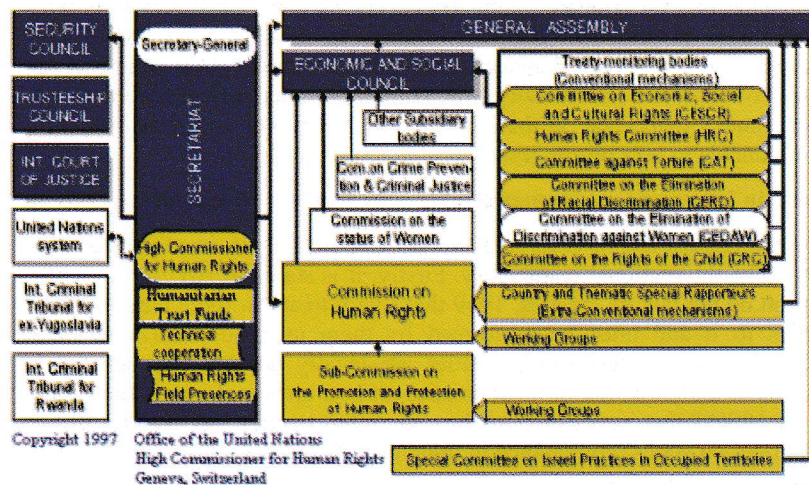 SECURITY
COUNCIL
TRUSTEESHIP
COUNCIL
INT. COURT
OF JUSTICE
United Nations
system
Int. Criminal
Tribunal for
ex-Yugoslavia
Int. Criminal
Tribunal for
Rwanda
Secretary-General
SECRETARIAT
High Commissioner
for Human Rights
Humanitarian
Trust Funds
Technical
cooperation
Human Rights
Field Presences
GENERAL ASSEMBLY
ECONOMIC AND SOCIAL
COUNCIL
Other Subsidiary
bodies
Com.on Crime Preven-
tion & Criminal Justice
Commission on the
status of Women
Commission on
Human Rights
Sub-Commission on
the Promotion and Protection
of Human Rights
Treaty-monitoring bodies
(Conventional mechanisms)
Committee on Economic, Social
and Cultural Rights (CESCR)
Human Rights Committee (HRC)
Committee against Torture (CAT)
Committee on the Elimination
of Racial Discrimination (CERD)
Committee on the Elimination of
Discrimination against Women (CEDAW)
Committee on the Rights of the Child (CRC)
Country and Thematic Special Rapporteurs
(Extra Conventional mechanisms)
Working Groups
Working Groups
Special Committee on Israeli Practices in Occupied Territories
Copyright 1997 Office of the United Nations
High Commissioner for Human Rights
Geneva, Switzerland